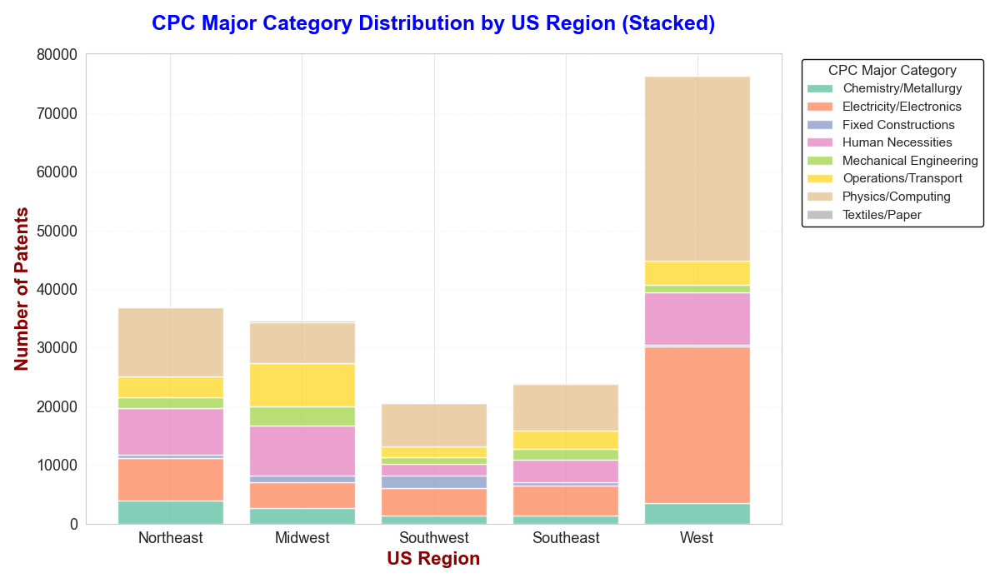 CPC Major Category Distribution by US Region (Stacked)
Number of Patents
80000
70000
60000
50000
40000
30000
20000
10000
0
Northeast
Midwest
Southwest
Southeast
West
US Region
CPC Major Category
Chemistry/Metallurgy
Electricity/Electronics
Fixed Constructions
Human Necessities
Mechanical Engineering
Operations/Transport
Physics/Computing
Textiles/Paper